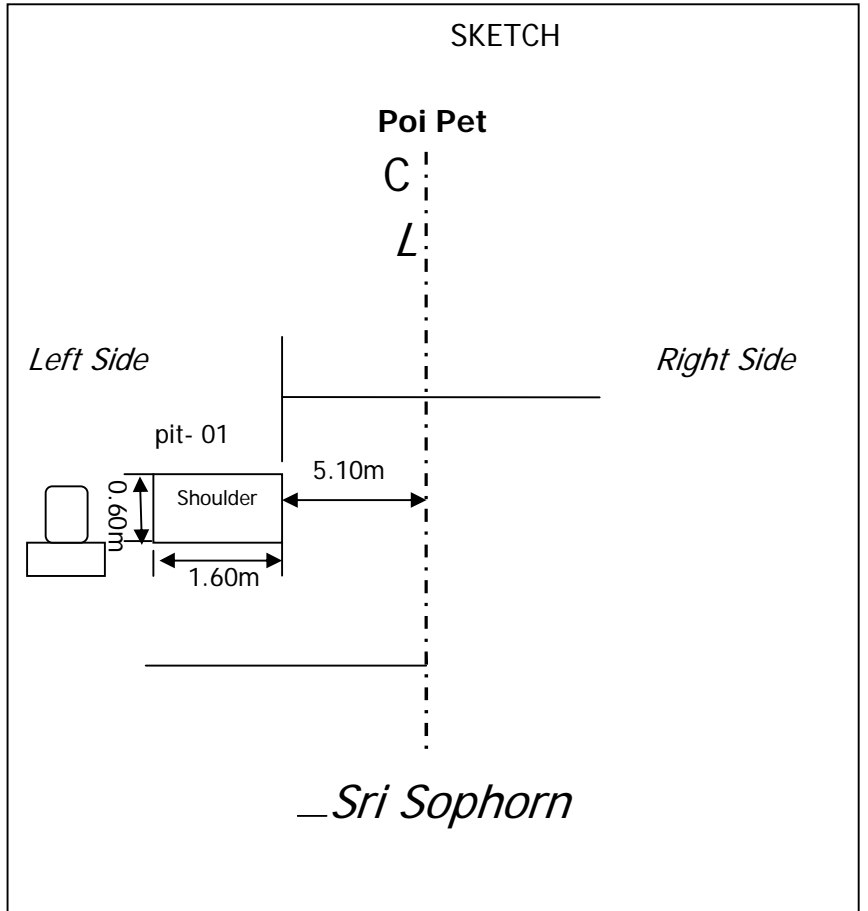 SKETCH
Poi Pet
C
L
Left Side
Right Side
pit- 01
5.10m
0.60m
Shoulder
1.60m
Sri Sophorn